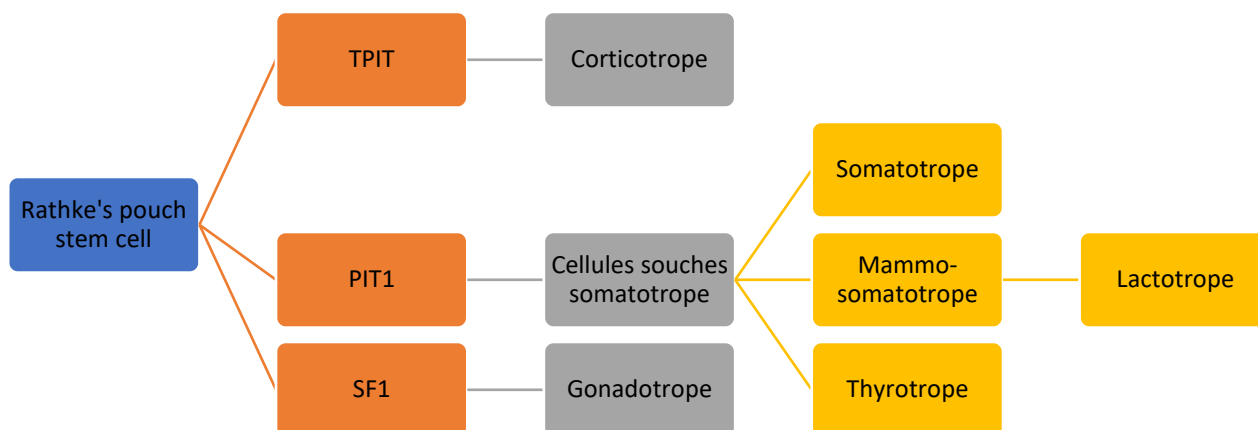 TPIT
Corticotrope
Somatotrope
Rathke's pouch
stem cell
PIT1
Cellules souches
somatotrope
Mammo-
somatotrope
Lactotrope
SF1
Gonadotrope
Thyrotrope